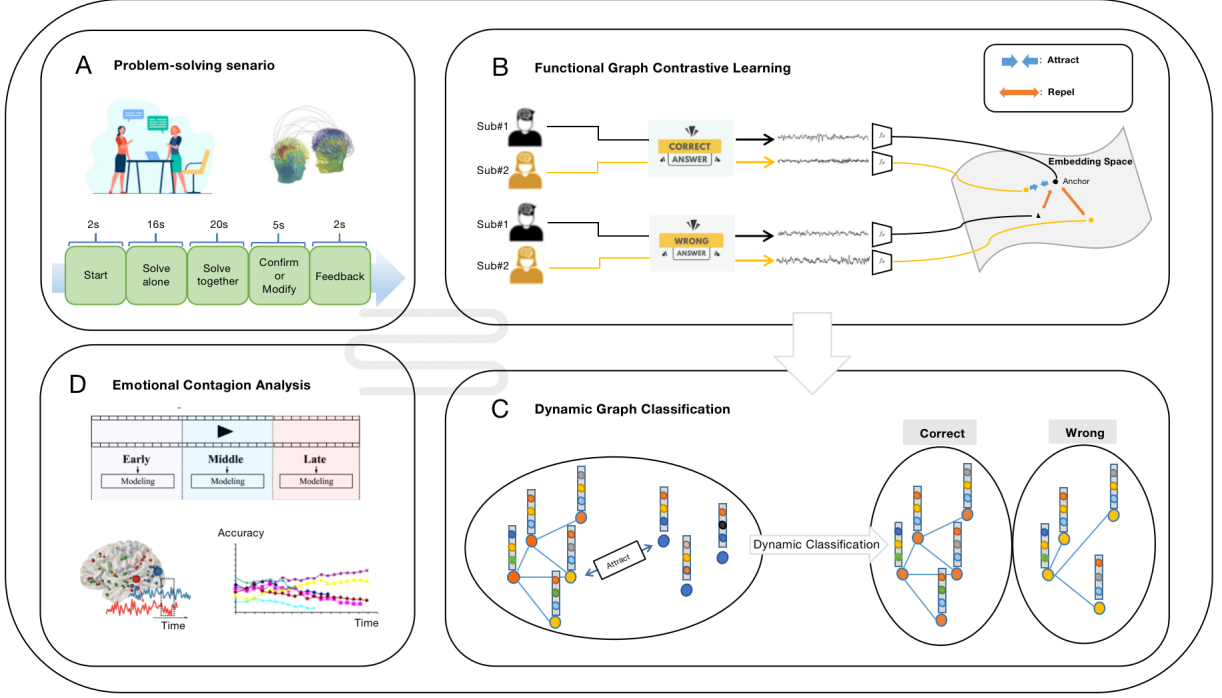 A
Problem-solving senario
2s
16s
20s
5s
2s
Start
Solve
alone
Solve
together
Confirm
or
Modify
Feedback
B
Functional Graph Contrastive Learning
: Attract
: Repel
Sub#1
Sub#2
CORRECT
ANSWER
Sub#1
Sub#2
WRONG
ANSWER
Embedding Space
Anchor
D
Emotional Contagion Analysis
Early
Middle
Late
Modeling
Modeling
Modeling
Accuracy
Time
Time
C
Dynamic Graph Classification
Attract
Dynamic Classification
Correct
Wrong